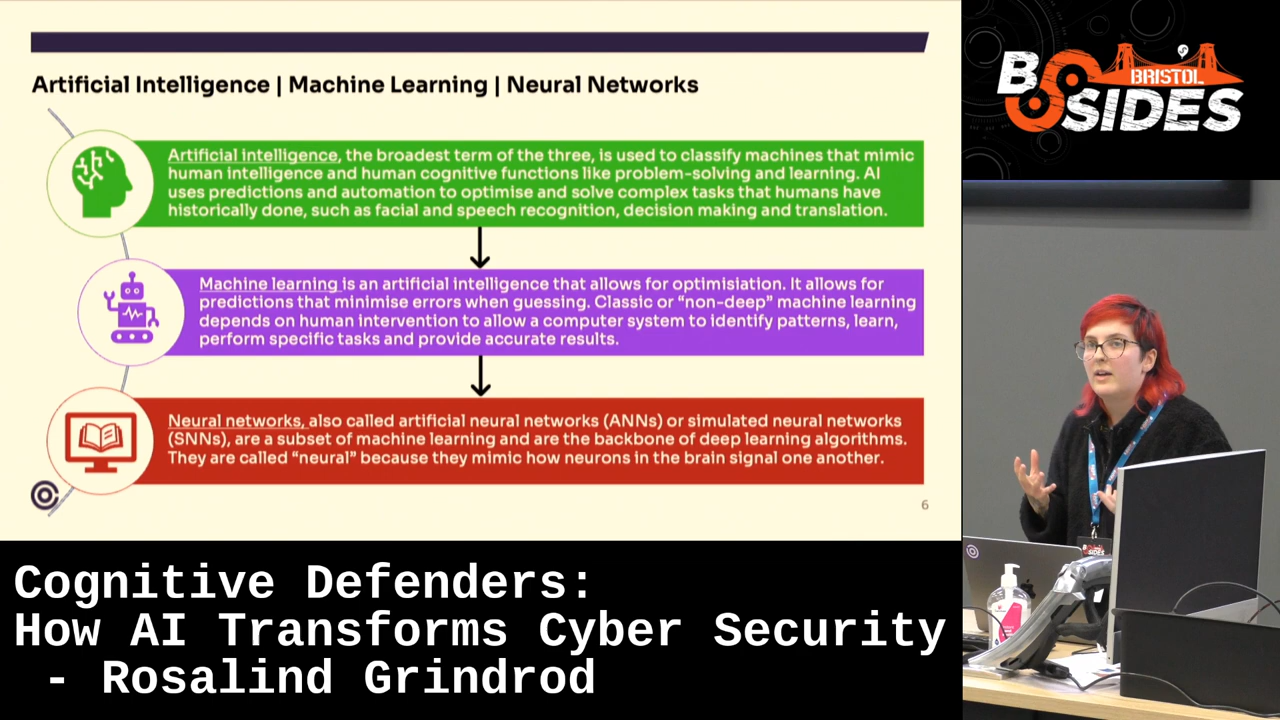 Artificial Intelligence | Machine Learning | Neural Networks
Artificial intelligence, the broadest term of the three, is used to classify machines that mimic
human intelligence and human cognitive functions like problem-solving and learning. AI
uses predictions and automation to optimise and solve complex tasks that humans have
historically done, such as facial and speech recognition, decision making and translation.
Machine learning is an artificial intelligence that allows for optimisiation. It allows for
predictions that minimise errors when guessing. Classic or “non-deep” machine learning
depends on human intervention to allow a computer system to identify patterns, learn,
perform specific tasks and provide accurate results.
Neural networks, also called artificial neural networks (ANNs) or simulated neural networks
(SNNs), are a subset of machine learning and are the backbone of deep learning algorithms.
They are called “neural” because they mimic how neurons in the brain signal one another.
6
BSIDES
BRISTOL
BSIDES
Cognitive Defenders:
How AI Transforms Cyber Security
- Rosalind Grindrod